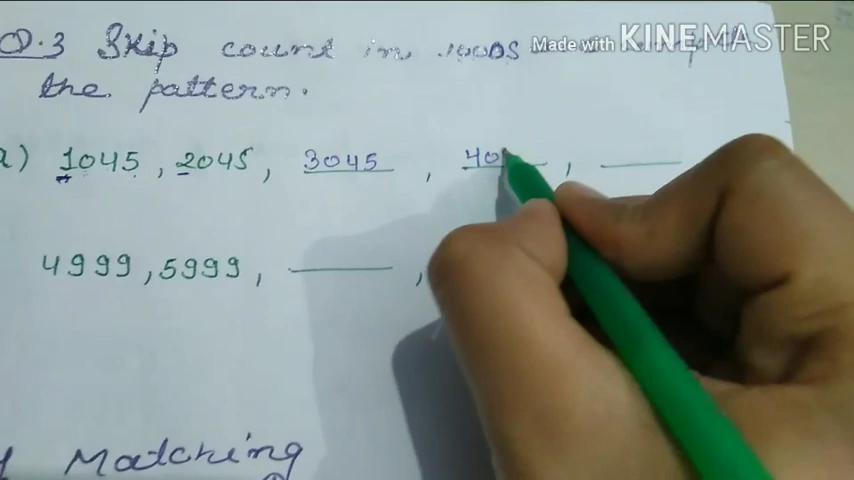 Q.3 Skip count in 1000s
the pattern.
a) 1045, 2045, 3045, 40
4999, 5999,
Matching
Made with KINEMASTER